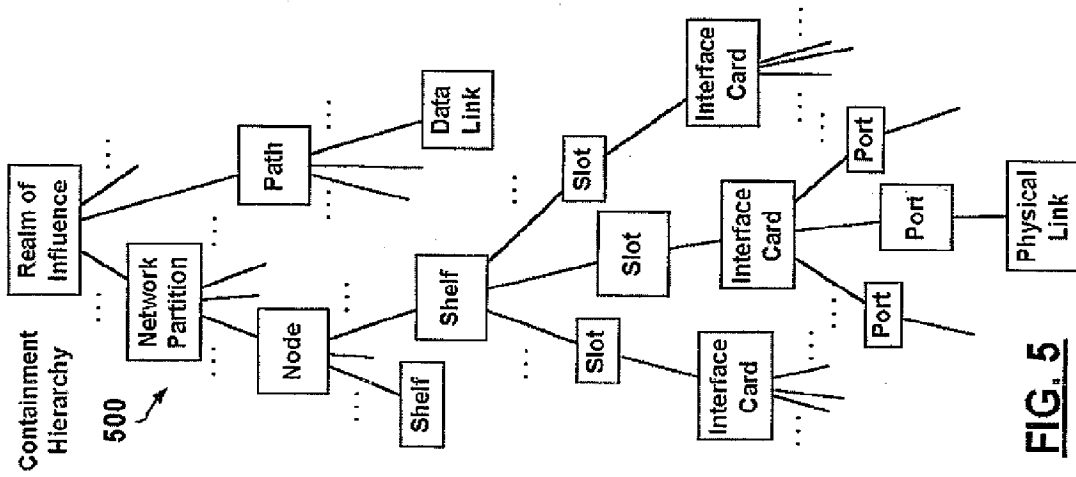 Containment
Hierarchy
500
Realm of
Influence
Network
Partition
Path
Node
Data
Link
Shelf
Shelf
Slot
Slot
Slot
Interface
Card
Interface
Card
Interface
Card
Port
Port
Port
Physical
Link
FIG. 5